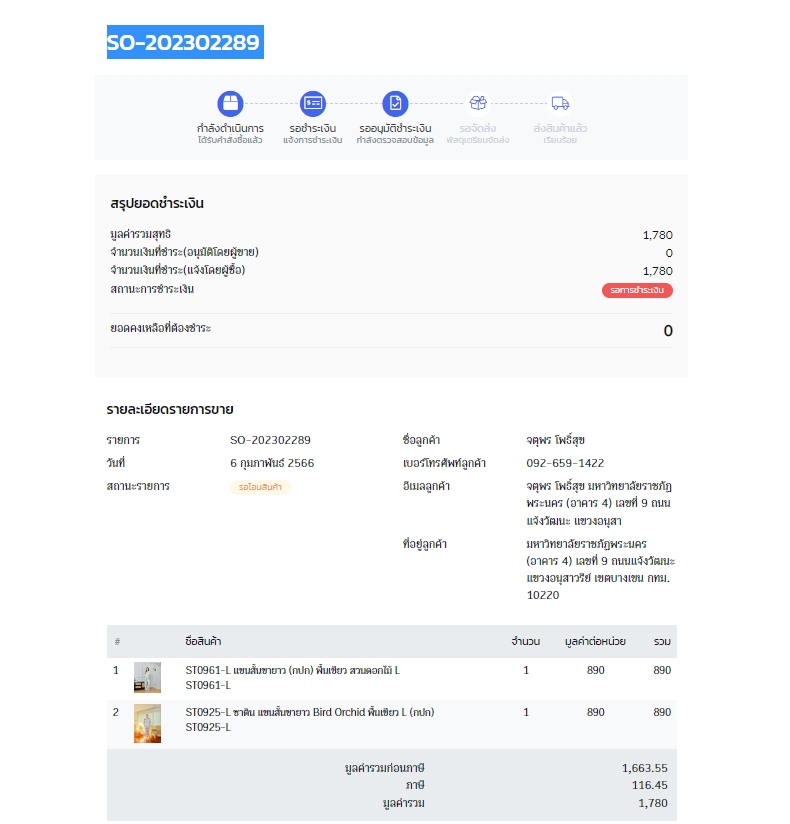 SO-202302289
กำลังดำเนินการ
ได้รับคำสั่งซื้อแล้ว
รอชำระเงิน
แจ้งการชำระเงิน
รออนุมัติชำระเงิน
กำลังตรวจสอบข้อมูล
รอจัดส่ง
พัสดุเตรียมจัดส่ง
ส่งสินค้าแล้ว
เรียบร้อย
สรุปยอดชำระเงิน
มูลค่ารวมสุทธิ 1,780
จำนวนเงินที่ชำระ(อนุมัติโดยผู้ขาย) 0
จำนวนเงินที่ชำระ(แจ้งโดยผู้ซื้อ) 1,780
สถานะการชำระเงิน รอการชำระเงิน
ยอดคงเหลือที่ต้องชำระ 0
รายละเอียดรายการขาย
รายการ SO-202302289
วันที่ 6 กุมภาพันธ์ 2566
สถานะรายการ รอโอนสินค้า
ชื่อลูกค้า จตุพร โพธิ์สุข
เบอร์โทรศัพท์ลูกค้า 092-659-1422
อีเมลลูกค้า จตุพร โพธิ์สุข มหาวิทยาลัยราชภัฏ
พระนคร (อาคาร 4) เลขที่ 9 ถนน
แจ้งวัฒนะ แขวงอนุสา
ที่อยู่ลูกค้า มหาวิทยาลัยราชภัฏพระนคร
(อาคาร 4) เลขที่ 9 ถนนแจ้งวัฒนะ
แขวงอนุสาวรีย์ เขตบางเขน กทม.
10220
# ชื่อสินค้า จำนวน มูลค่าต่อหน่วย รวม
1 ST0961-L แขนสั้นขายาว (กปก) พื้นเขียว สวนดอกไม้ L 1 890 890
ST0961-L
2 ST0925-L ซาติน แขนสั้นขายาว Bird Orchid พื้นเขียว L (กปก) 1 890 890
ST0925-L
มูลค่ารวมก่อนภาษี 1,663.55
ภาษี 116.45
มูลค่ารวม 1,780